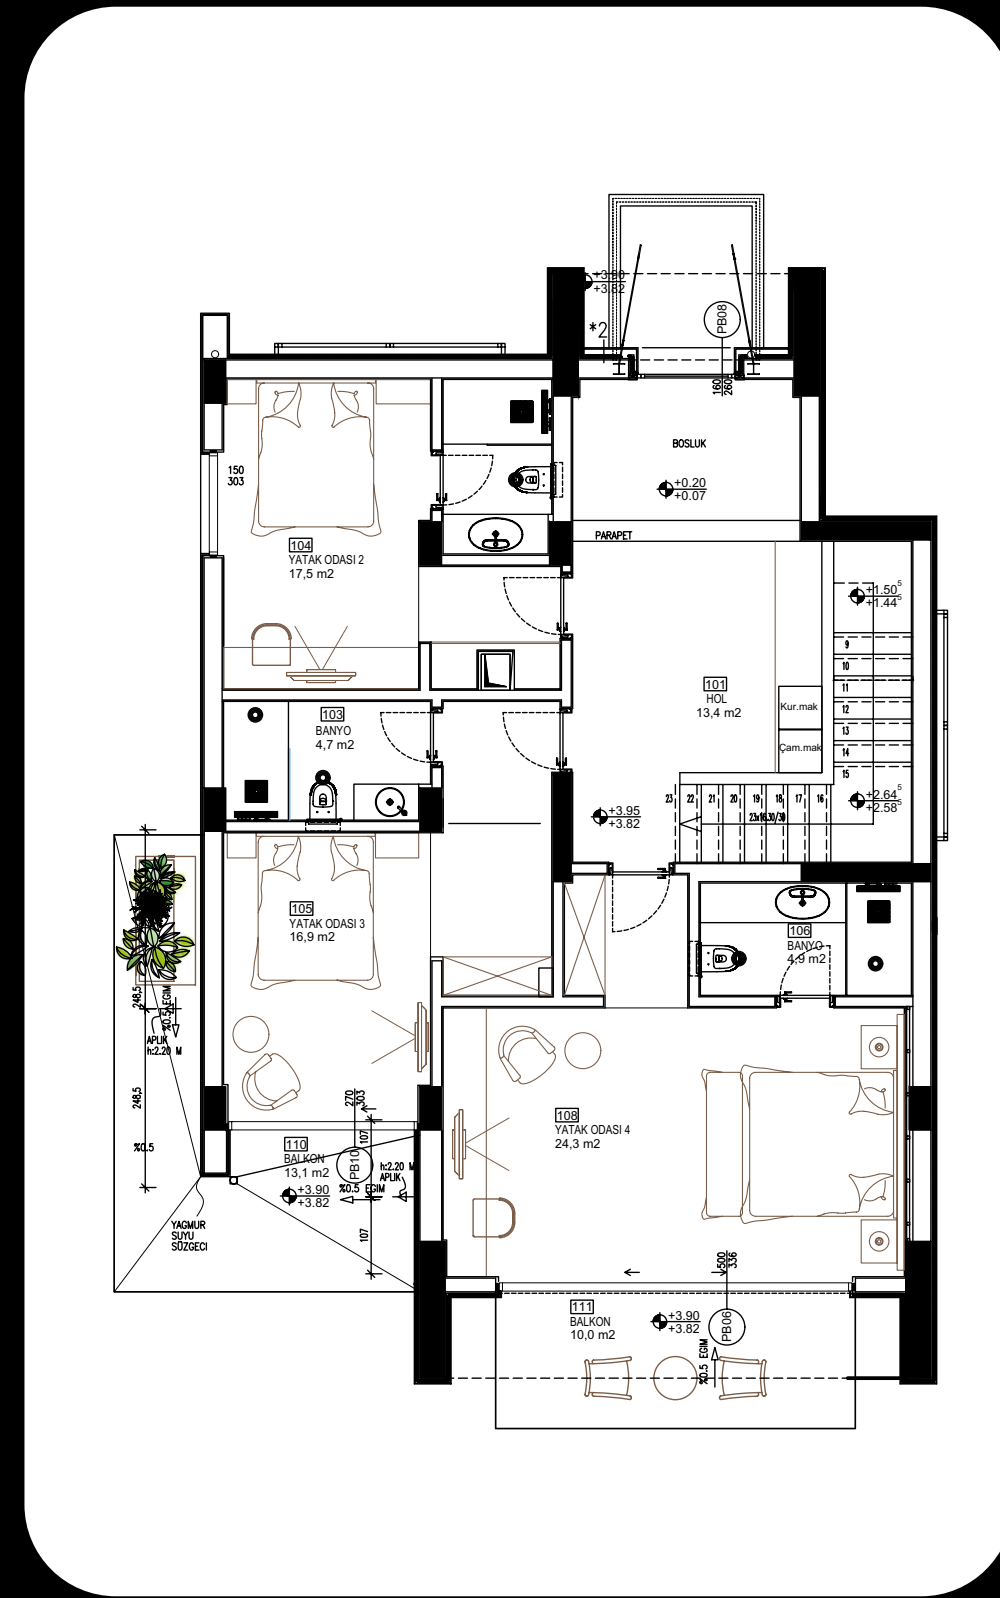 +3.90
+3.82
*2
PB08
160
260
BOSLUK
150
303
+0.20
+0.07
PARAPET
104
YATAK ODASI 2
17,5 m2
+1.50⁵
+1.44⁵
9
10
11
12
13
14
15
101
HOL
13,4 m2
Kur.mak
Çam.mak
103
BANYO
4,7 m2
+2.64⁵
+2.58⁵
23
22
21
20
19
18
17
16
+3.95
+3.82
105
YATAK ODASI 3
16,9 m2
106
BANYO
4,9 m2
248,5
%0.5 EGIM
APLIK
h:2.20 M
248,5
%0.5
270
303
107
108
YATAK ODASI 4
24,3 m2
110
BALKON
13,1 m2
PB10
h:2.20 M
APLIK
%0.5 EGIM
+3.90
+3.82
107
YAGMUR
SUYU
SÜZGECI
500
336
111
BALKON
10,0 m2
+3.90
+3.82
PB06
%0.5 EGIM